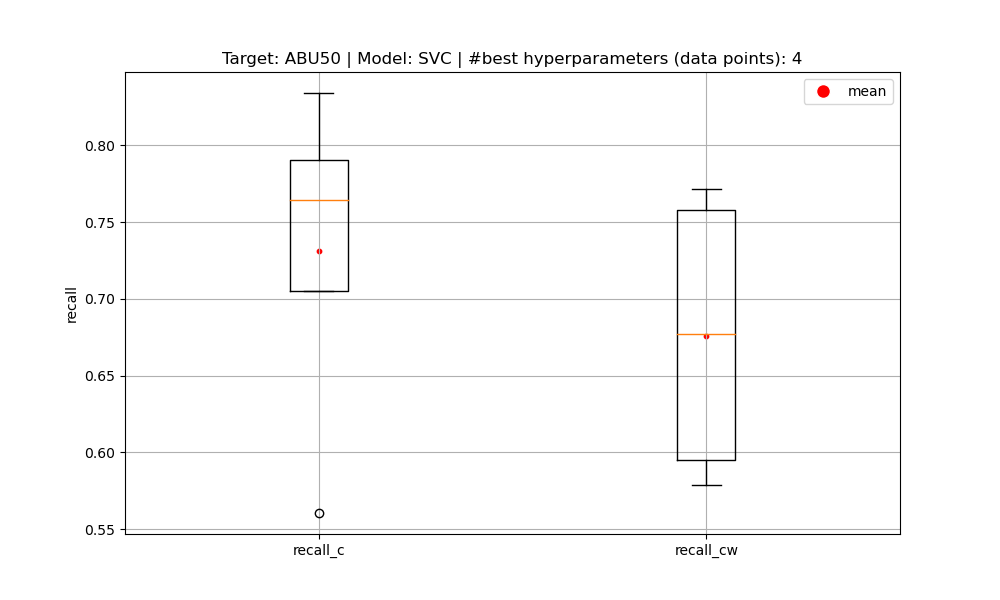 Target: ABU50 | Model: SVC | #best hyperparameters (data points): 4
mean
0.80
0.75
0.70
0.65
0.60
0.55
recall
recall_c
recall_cw